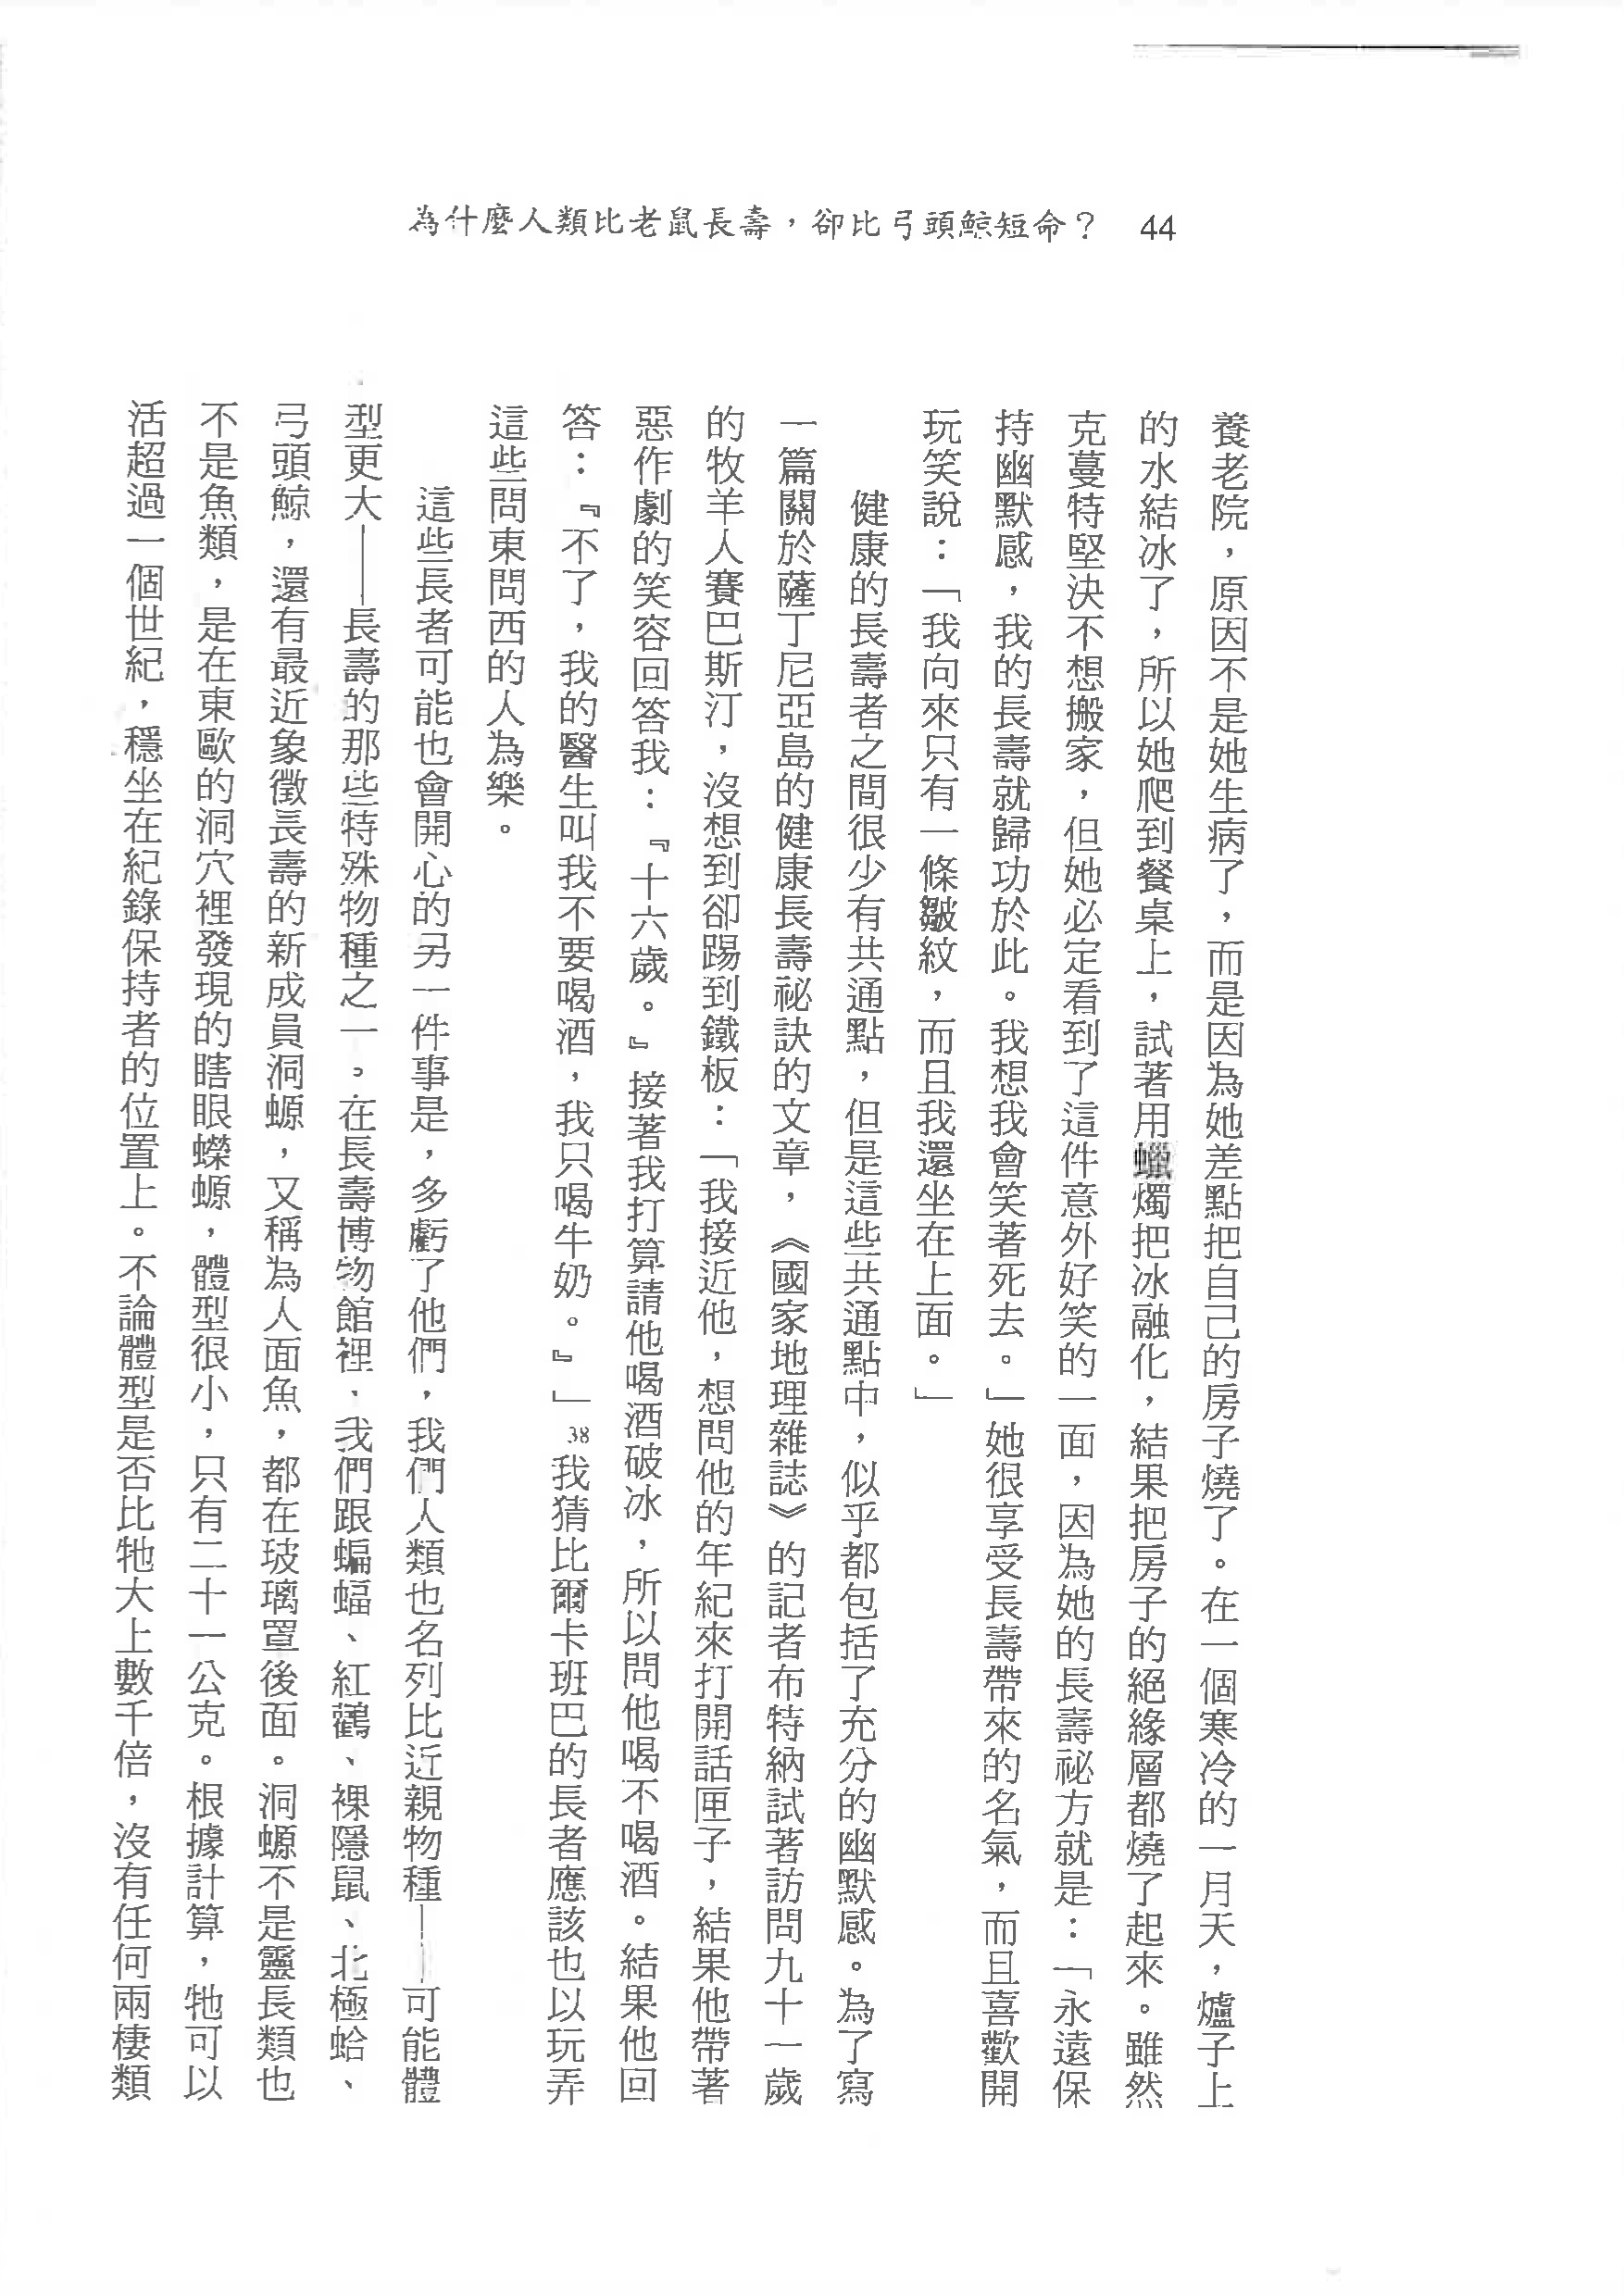 為什麼人類比老鼠長壽，卻比弓頭鯨短命？ 44
養老院，原因不是她生病了，而是因為她差點把自己的房子燒了。在一個寒冷的一月天，爐子上
的水結冰了，所以她爬到餐桌上，試著用蠟燭把冰融化，結果把房子的絕緣層都燒了起來。雖然
克蔓特堅決不想搬家，但她必定看到了這件意外好笑的一面，因為她的長壽祕方就是：「永遠保
持幽默感，我的長壽就歸功於此。我想我會笑著死去。」她很享受長壽帶來的名氣，而且喜歡開
玩笑說：「我向來只有一條皺紋，而且我還坐在上面。」
健康的長壽者之間很少有共通點，但是這些共通點中，似乎都包括了充分的幽默感。為了寫
一篇關於薩丁尼亞島的健康長壽祕訣的文章，《國家地理雜誌》的記者布特納試著訪問九十一歲
的牧羊人賽巴斯汀，沒想到卻踢到鐵板：「我接近他，想問他的年紀來打開話匣子，結果他帶著
惡作劇的笑容回答我：『十六歲。』接著我打算請他喝酒破冰，所以問他喝不喝酒。結果他回
答：『不了，我的醫生叫我不要喝酒，我只喝牛奶。』」38我猜比爾卡班巴的長者應該也以玩弄
這些問東問西的人為樂。
這些長者可能也會開心的另一件事是，多虧了他們，我們人類也名列比近親物種——可能體
型更大——長壽的那些特殊物種之一。在長壽博物館裡，我們跟蝙蝠、紅鸛、裸隱鼠、北極蛤、
弓頭鯨，還有最近象徵長壽的新成員洞螈，又稱為人面魚，都在玻璃罩後面。洞螈不是靈長類也
不是魚類，是在東歐的洞穴裡發現的瞎眼蠑螈，體型很小，只有二十一公克。根據計算，牠可以
活超過一個世紀，穩坐在紀錄保持者的位置上。不論體型是否比牠大上數千倍，沒有任何兩棲類